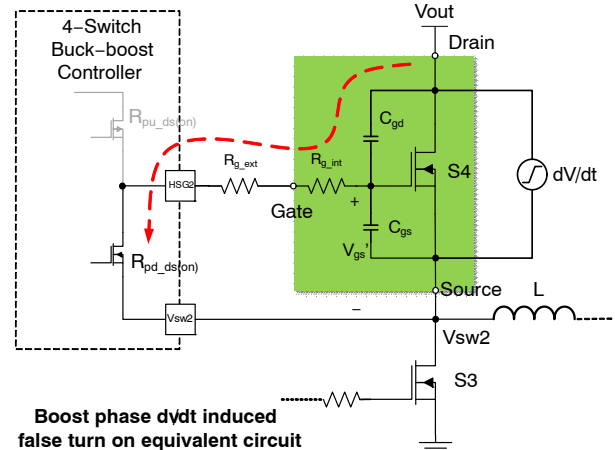 4-Switch
Buck-boost
Controller
Vout
Drain
Rpu_ds(on)
Cgd
Rg_ext
Rg_int
S4
dV/dt
HSG2
Gate
+
Cgs
Vgs'
Rpd_ds(on)
Source
L
Vsw2
−
Vsw2
S3
Boost phase dv/dt induced
false turn on equivalent circuit